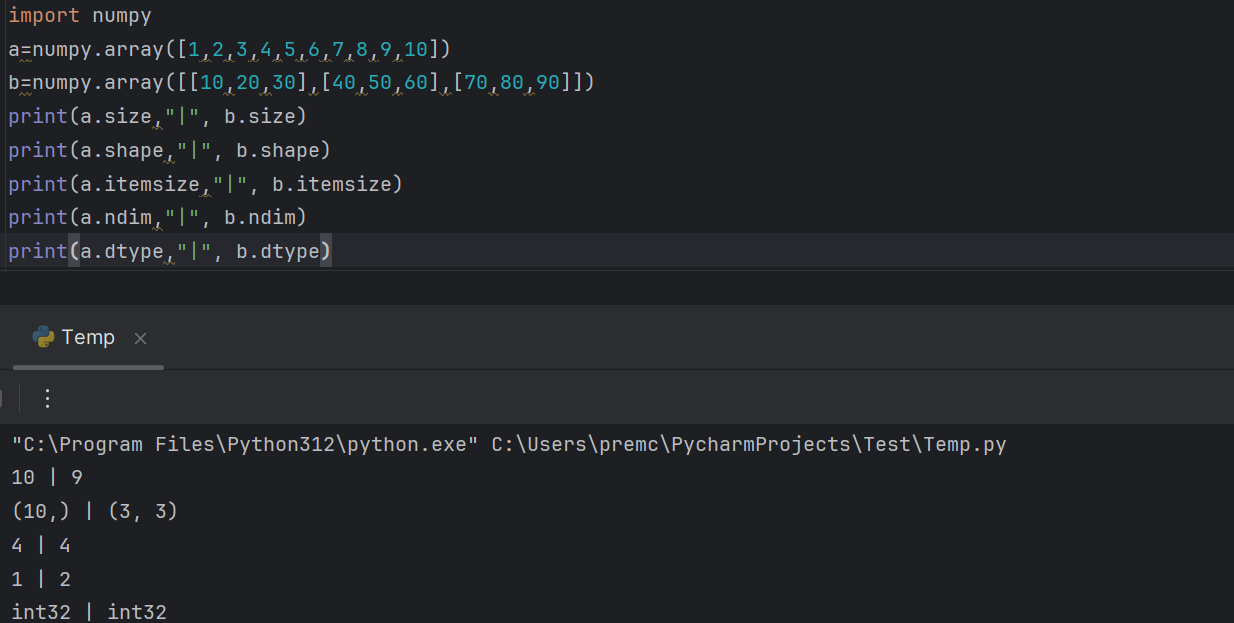 import numpy
a=numpy.array([1,2,3,4,5,6,7,8,9,10])
b=numpy.array([[10,20,30],[40,50,60],[70,80,90]])
print(a.size,"|", b.size)
print(a.shape,"|", b.shape)
print(a.itemsize,"|", b.itemsize)
print(a.ndim,"|", b.ndim)
print(a.dtype,"|", b.dtype)
Temp
"C:\Program Files\Python312\python.exe" C:\Users\premc\PycharmProjects\Test\Temp.py
10 | 9
(10,) | (3, 3)
4 | 4
1 | 2
int32 | int32